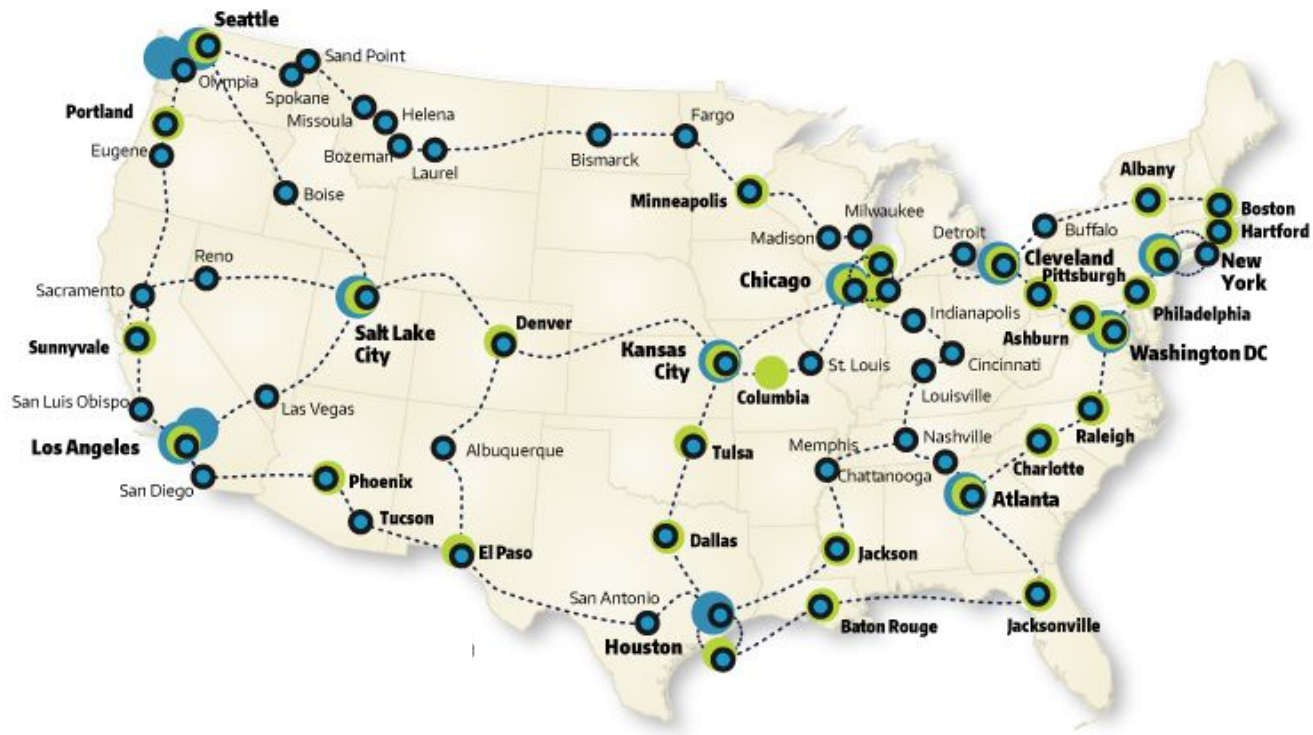 Seattle
Sand Point
Olympia
Spokane
Portland
Missoula
Helena
Fargo
Eugene
Bozeman
Laurel
Bismarck
Albany
Boise
Minneapolis
Boston
Milwaukee
Buffalo
Hartford
Madison
Detroit
Reno
Cleveland
New
York
Chicago
Pittsburgh
Sacramento
Indianapolis
Philadelphia
Denver
Ashburn
Sunnyvale
Salt Lake
City
Kansas
City
Washington DC
St. Louis
Cincinnati
Columbia
Louisville
San Luis Obispo
Las Vegas
Raleigh
Los Angeles
Memphis
Nashville
Albuquerque
Tulsa
Charlotte
Chattanooga
Phoenix
San Diego
Atlanta
Tucson
Dallas
El Paso
Jackson
San Antonio
Baton Rouge
Jacksonville
Houston